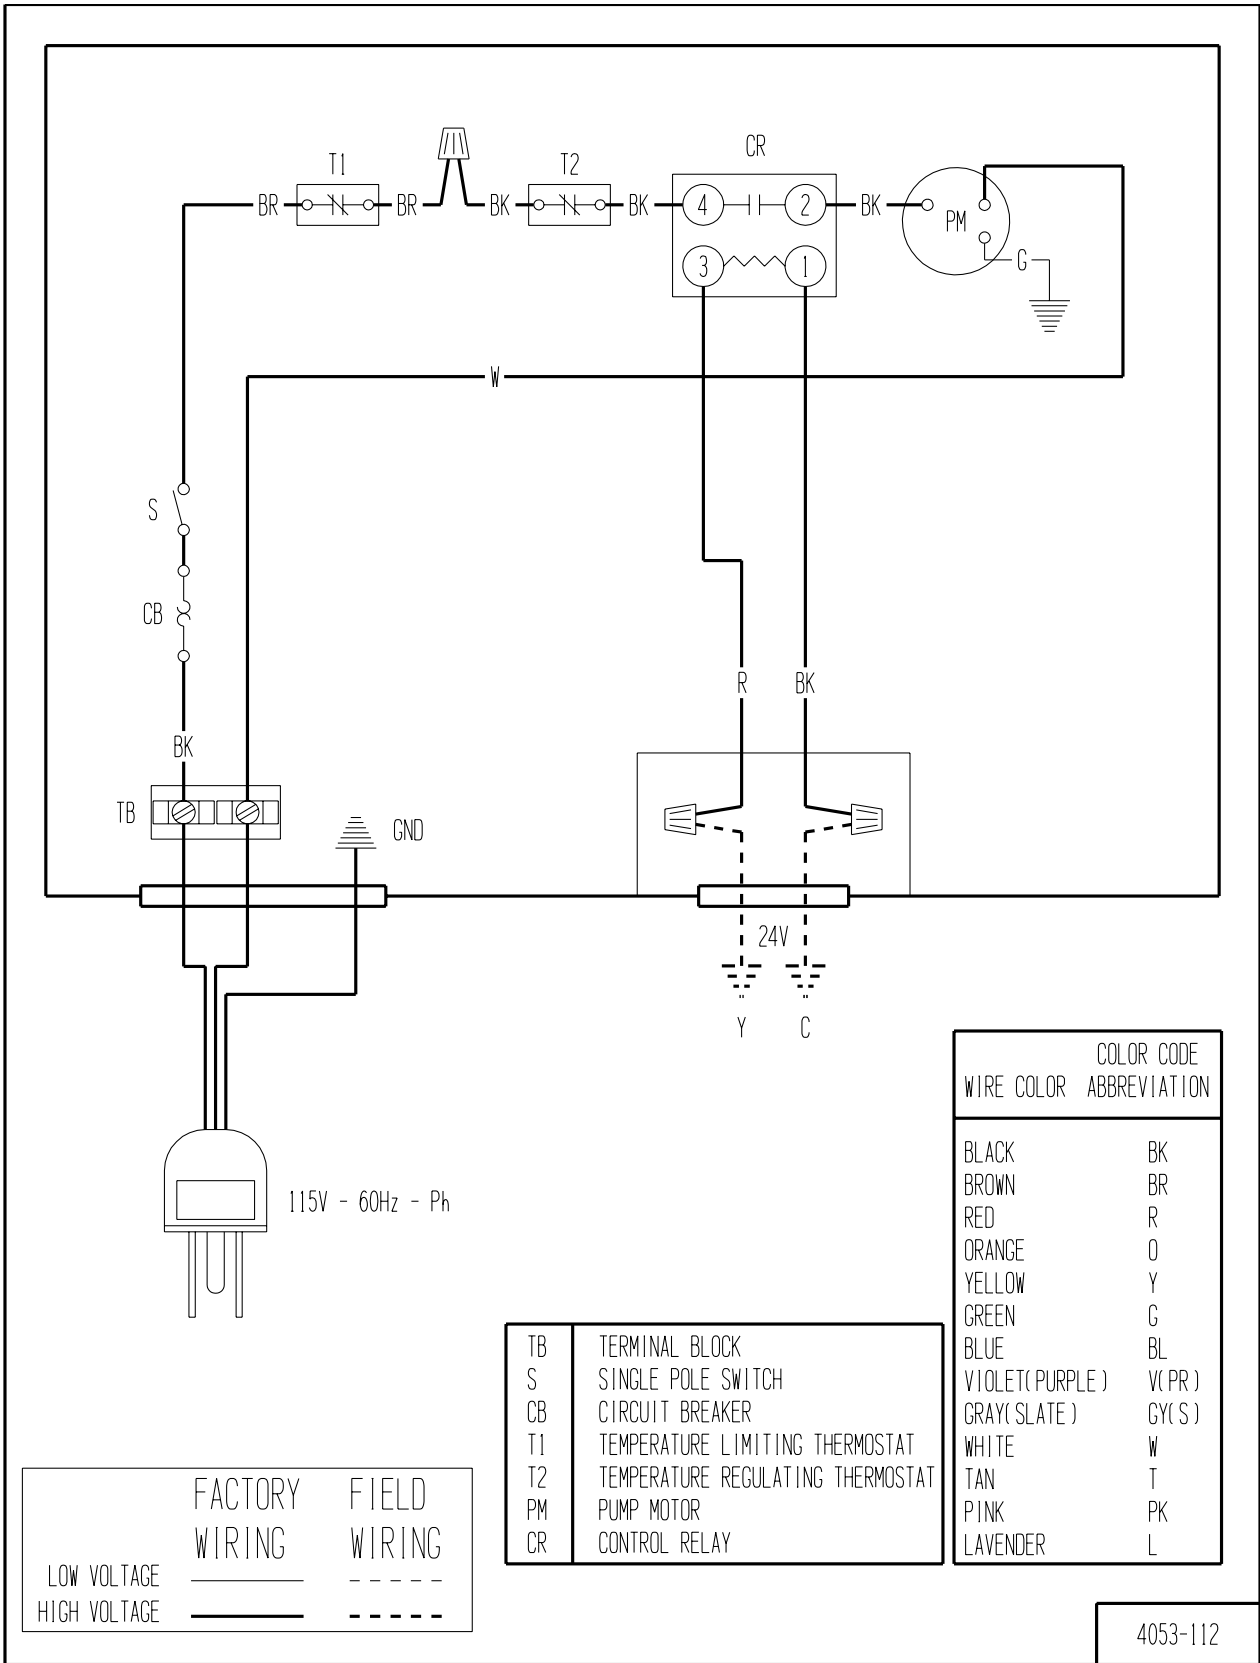 CR
T1
T2
BR
BR
BK
BK
4
2
BK
PM
3
1
G
W
S
CB
R
BK
BK
TB
GND
24V
Y
C
115V - 60Hz - Ph
COLOR CODE
WIRE COLOR ABBREVIATION
BLACK BK
BROWN BR
RED R
ORANGE O
YELLOW Y
GREEN G
BLUE BL
VIOLET(PURPLE) V(PR)
GRAY(SLATE) GY(S)
WHITE W
TAN T
PINK PK
LAVENDER L
TB TERMINAL BLOCK
S SINGLE POLE SWITCH
CB CIRCUIT BREAKER
T1 TEMPERATURE LIMITING THERMOSTAT
T2 TEMPERATURE REGULATING THERMOSTAT
PM PUMP MOTOR
CR CONTROL RELAY
FACTORY FIELD
WIRING WIRING
LOW VOLTAGE
HIGH VOLTAGE
4053-112